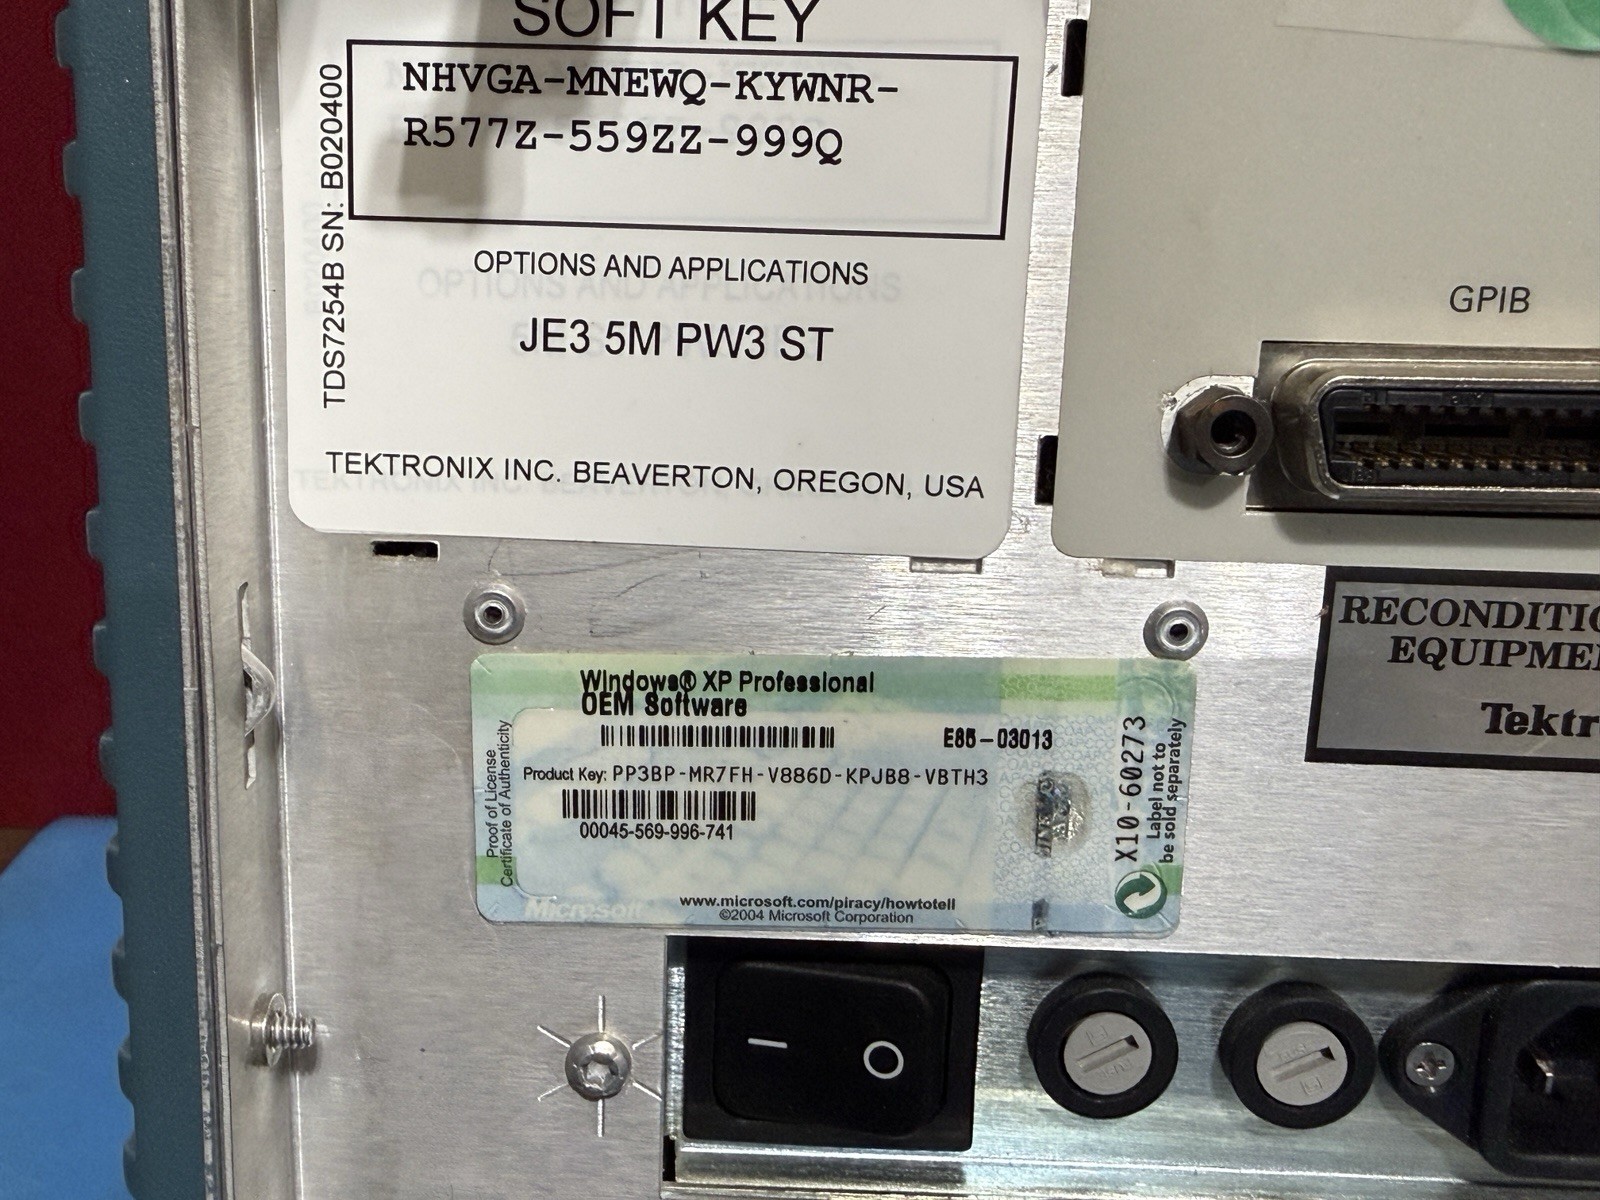 SOFT KEY
NHVGA-MNEWQ-KYWNR-
R577Z-559ZZ-999Q
TDS7254B SN: B020400
OPTIONS AND APPLICATIONS
JE3 5M PW3 ST
TEKTRONIX INC. BEAVERTON, OREGON, USA
GPIB
RECONDITIO
EQUIPME
Tektr
Windows® XP Professional
OEM Software
E85-03013
Product Key: PP3BP-MR7FH-V886D-KPJB8-VBTH3
00045-569-996-741
Proof of License
Certificate of Authenticity
X10-60273
Label not to
be sold separately
Microsoft
www.microsoft.com/piracy/howtotell
©2004 Microsoft Corporation